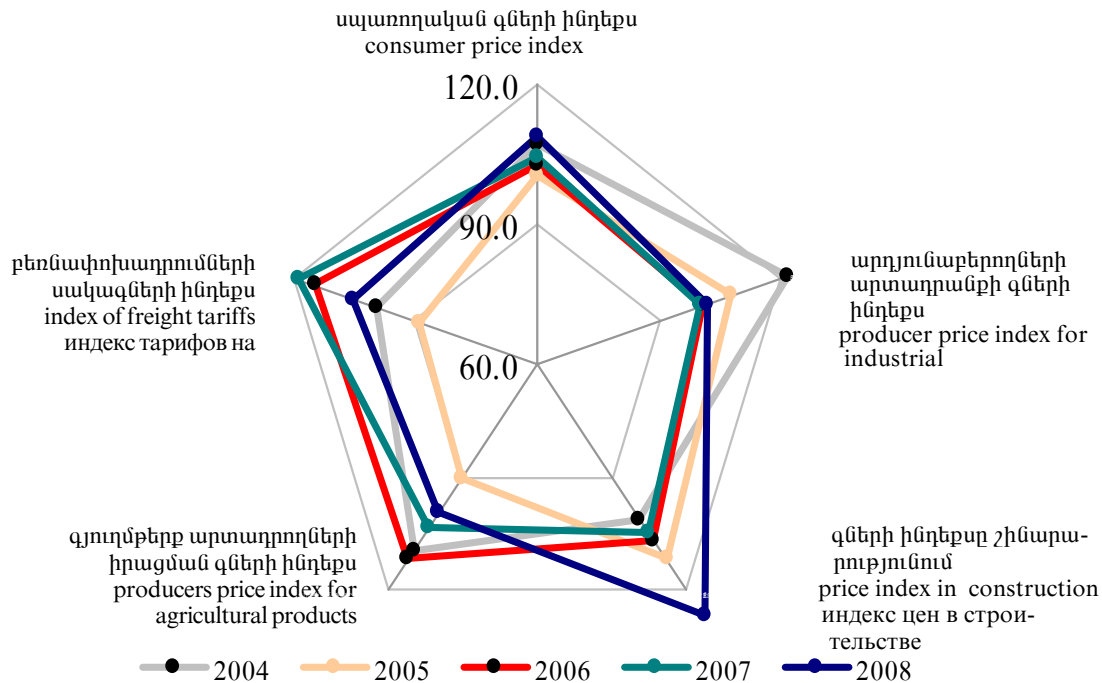 սպառողական գների ինդեքս
consumer price index
120.0
90.0
60.0
բեռնափոխադրումների
սակագների ինդեքս
index of freight tariffs
индекс тарифов на
արդյունաբերողների
արտադրանքի գների
ինդեքս
producer price index for
industrial
գյուղմթերք արտադրողների
իրացման գների ինդեքս
producers price index for
agricultural products
գների ինդեքսը շինարա-
րությունում
price index in construction
индекс цен в строи-
тельстве
2004 2005 2006 2007 2008